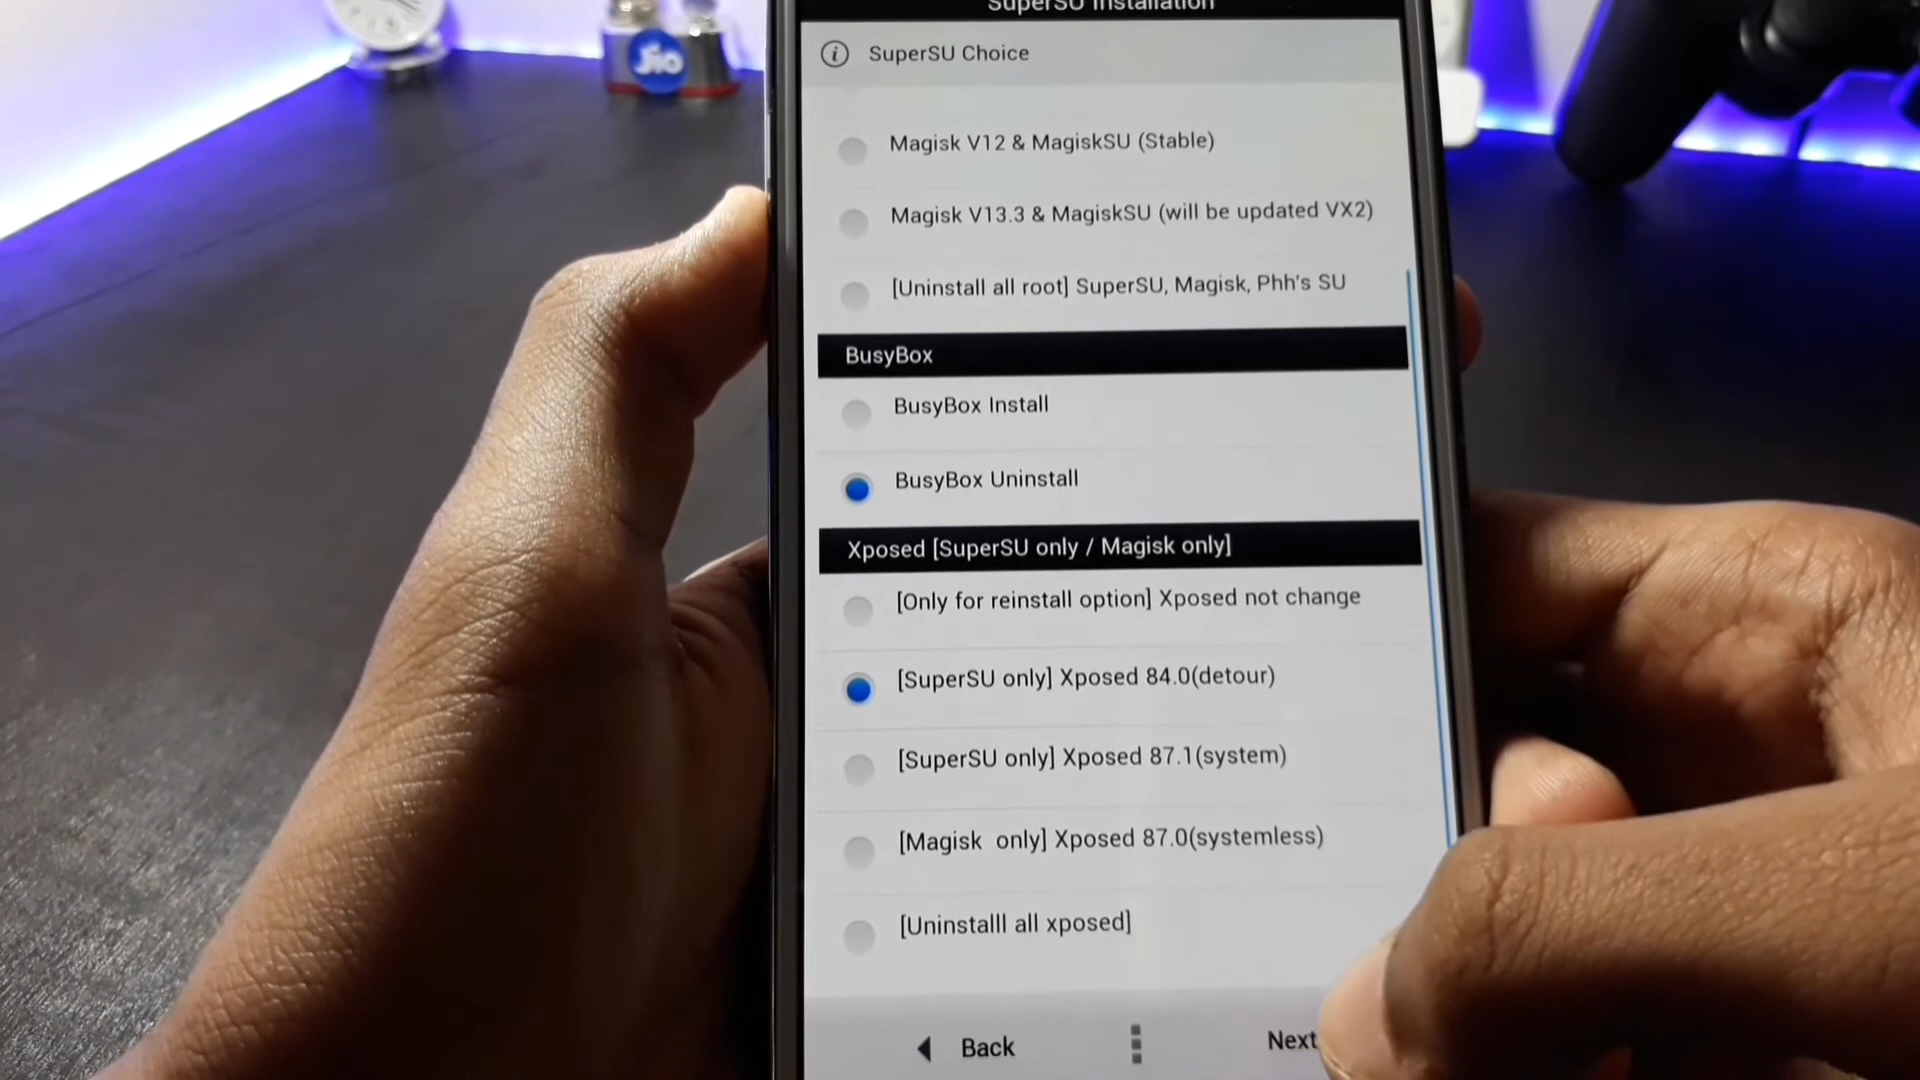 SuperSU Installation
Jio
SuperSU Choice
Magisk V12 & MagiskSU (Stable)
Magisk V13.3 & MagiskSU (will be updated VX2)
[Uninstall all root] SuperSU, Magisk, Phh's SU
BusyBox
BusyBox Install
BusyBox Uninstall
Xposed [SuperSU only / Magisk only]
[Only for reinstall option] Xposed not change
[SuperSU only] Xposed 84.0(detour)
[SuperSU only] Xposed 87.1(system)
[Magisk  only] Xposed 87.0(systemless)
[Uninstalll all xposed]
Back
Next